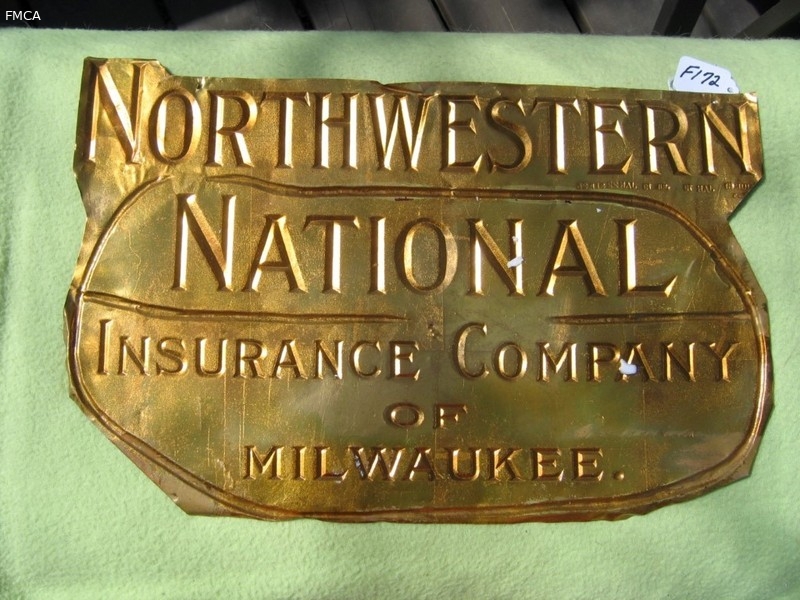 FMCA
F172
NORTHWESTERN
NATIONAL
INSURANCE COMPANY
OF
MILWAUKEE.